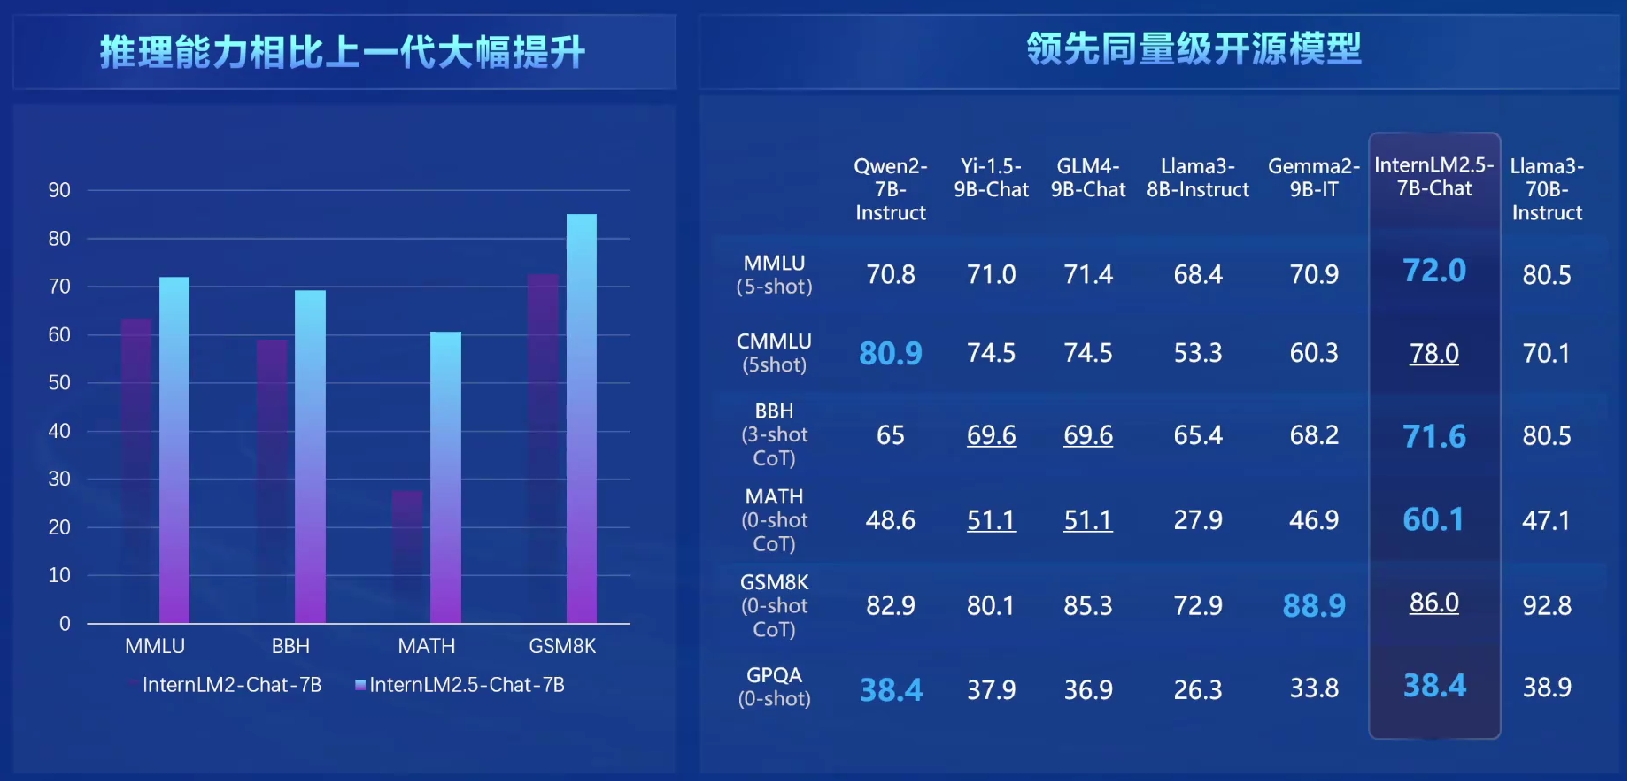 推理能力相比上一代大幅提升
90
80
70
60
50
40
30
20
10
0
MMLU BBH MATH GSM8K
InternLM2-Chat-7B InternLM2.5-Chat-7B
领先同量级开源模型
Qwen2-
7B-
Instruct
Yi-1.5-
9B-Chat
GLM4-
9B-Chat
Llama3-
8B-Instruct
Gemma2-
9B-IT
InternLM2.5-
7B-Chat
Llama3-
70B-
Instruct
MMLU
(5-shot)
70.8 71.0 71.4 68.4 70.9 72.0 80.5
CMMLU
(5shot)
80.9 74.5 74.5 53.3 60.3 78.0 70.1
BBH
(3-shot
CoT)
65 69.6 69.6 65.4 68.2 71.6 80.5
MATH
(0-shot
CoT)
48.6 51.1 51.1 27.9 46.9 60.1 47.1
GSM8K
(0-shot
CoT)
82.9 80.1 85.3 72.9 88.9 86.0 92.8
GPQA
(0-shot)
38.4 37.9 36.9 26.3 33.8 38.4 38.9